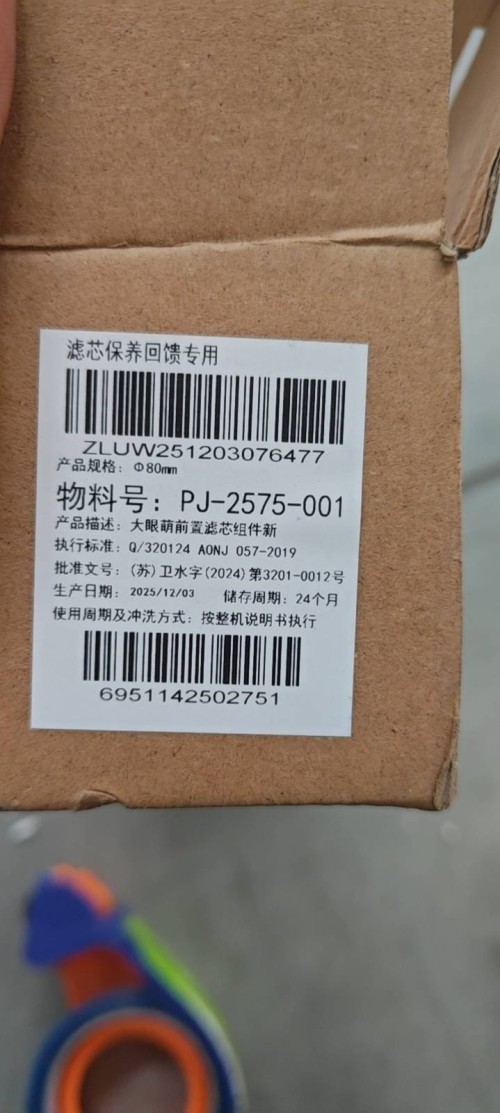 滤芯保养回馈专用
ZLUW251203076477
产品规格：Φ80mm
物料号：PJ-2575-001
产品描述：大眼萌前置滤芯组件新
执行标准：Q/320124 AONJ 057-2019
批准文号：(苏)卫水字(2024)第3201-0012号
生产日期：2025/12/03 储存周期：24个月
使用周期及冲洗方式：按整机说明书执行
6951142502751